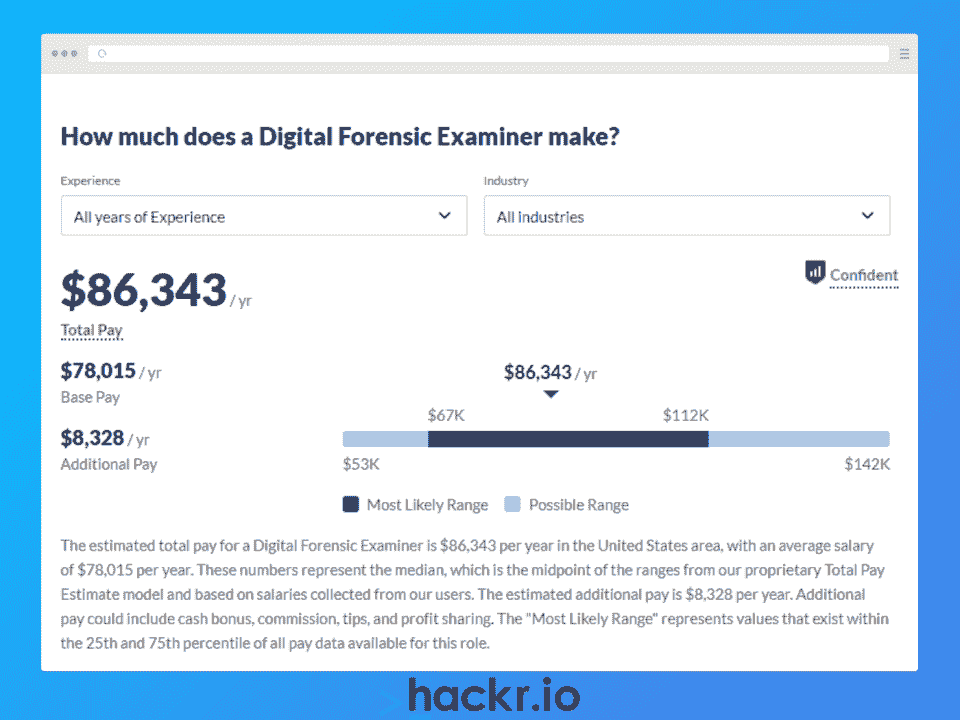 How much does a Digital Forensic Examiner make?
Experience
Industry
All years of Experience
All industries
$86,343 / yr
Confident
Total Pay
$78,015 / yr
Base Pay
$86,343 / yr
$67K
$112K
$8,328 / yr
Additional Pay
$53K
$142K
Most Likely Range
Possible Range
The estimated total pay for a Digital Forensic Examiner is $86,343 per year in the United States area, with an average salary
of $78,015 per year. These numbers represent the median, which is the midpoint of the ranges from our proprietary Total Pay
Estimate model and based on salaries collected from our users. The estimated additional pay is $8,328 per year. Additional
pay could include cash bonus, commission, tips, and profit sharing. The "Most Likely Range" represents values that exist within
the 25th and 75th percentile of all pay data available for this role.
hackr.io